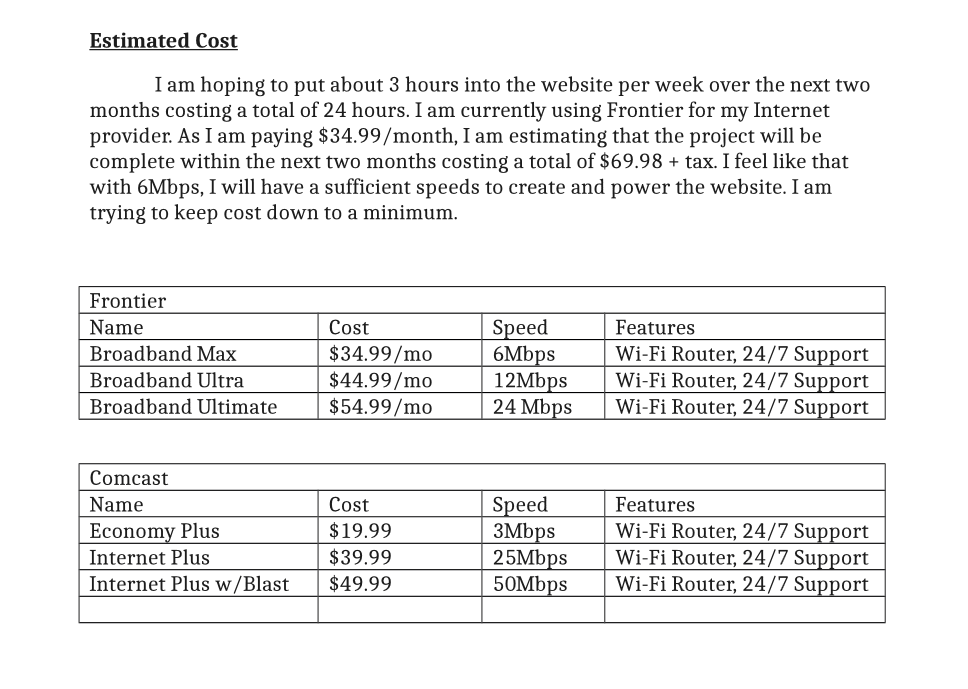 Estimated Cost
I am hoping to put about 3 hours into the website per week over the next two
months costing a total of 24 hours. I am currently using Frontier for my Internet
provider. As I am paying $34.99/month, I am estimating that the project will be
complete within the next two months costing a total of $69.98 + tax. I feel like that
with 6Mbps, I will have a sufficient speeds to create and power the website. I am
trying to keep cost down to a minimum.
Frontier
Name Cost Speed Features
Broadband Max $34.99/mo 6Mbps Wi-Fi Router, 24/7 Support
Broadband Ultra $44.99/mo 12Mbps Wi-Fi Router, 24/7 Support
Broadband Ultimate $54.99/mo 24 Mbps Wi-Fi Router, 24/7 Support
Comcast
Name Cost Speed Features
Economy Plus $19.99 3Mbps Wi-Fi Router, 24/7 Support
Internet Plus $39.99 25Mbps Wi-Fi Router, 24/7 Support
Internet Plus w/Blast $49.99 50Mbps Wi-Fi Router, 24/7 Support